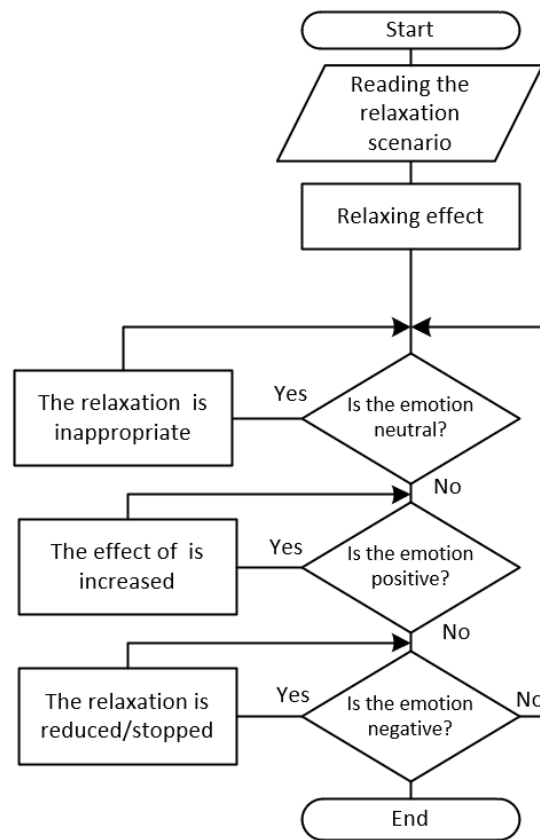 Start
Reading the
relaxation
scenario
Relaxing effect
The relaxation is
inappropriate
Yes
Is the emotion
neutral?
No
The effect of is
increased
Yes
Is the emotion
positive?
No
The relaxation is
reduced/stopped
Yes
Is the emotion
negative?
No
End